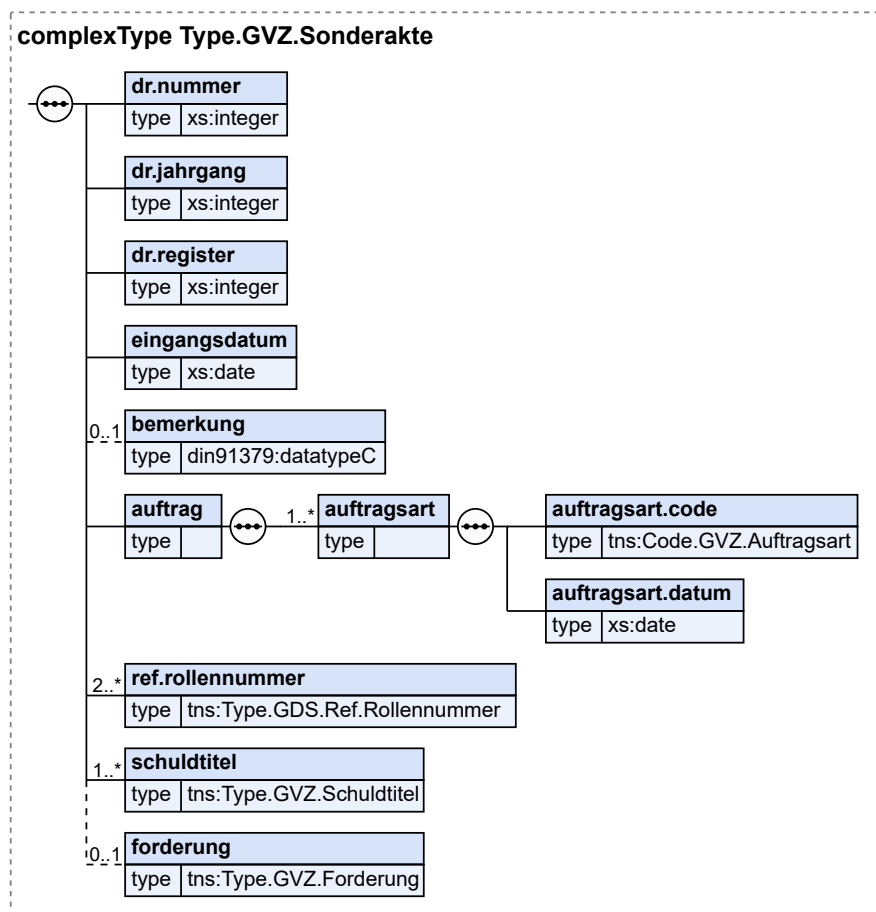 complexType Type.GVZ.Sonderakte
dr.nummer
type xs:integer
dr.jahrgang
type xs:integer
dr.register
type xs:integer
eingangsdatum
type xs:date
0..1 bemerkung
type din91379:datatypeC
auftrag
type
1..* auftragsart
type
auftragsart.code
type tns:Code.GVZ.Auftragsart
auftragsart.datum
type xs:date
2..* ref.rollennummer
type tns:Type.GDS.Ref.Rollennummer
1..* schuldtitel
type tns:Type.GVZ.Schuldtitel
0..1 forderung
type tns:Type.GVZ.Forderung